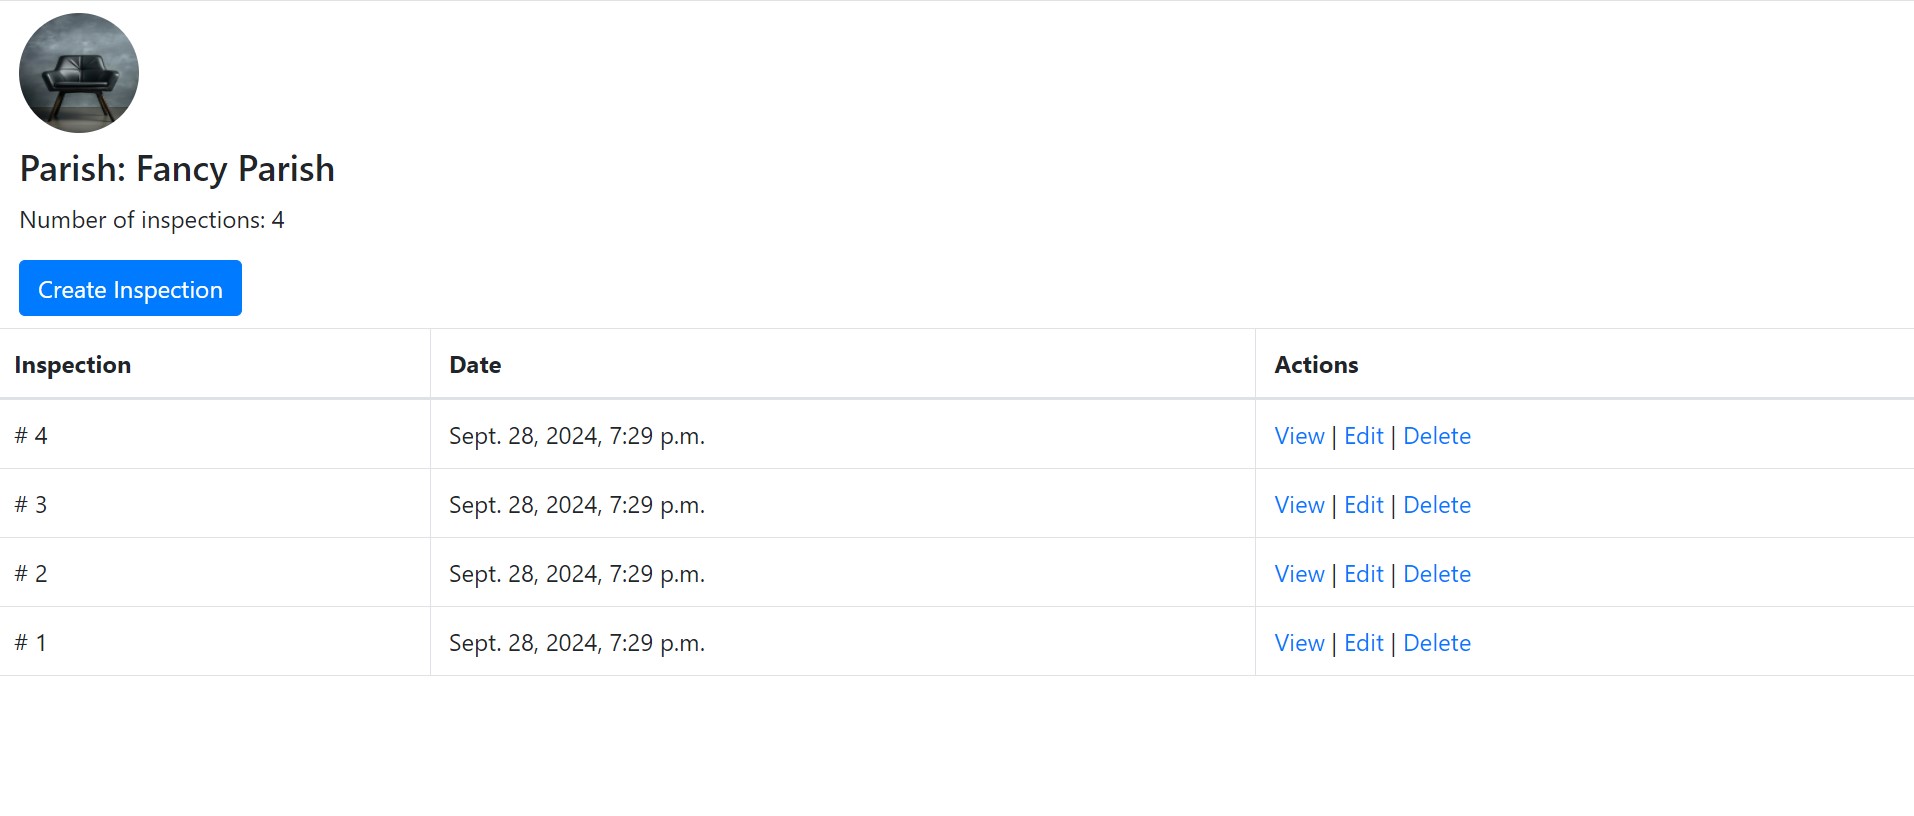 Parish: Fancy Parish
Number of inspections: 4
Create Inspection
Inspection Date Actions
# 4 Sept. 28, 2024, 7:29 p.m. View | Edit | Delete
# 3 Sept. 28, 2024, 7:29 p.m. View | Edit | Delete
# 2 Sept. 28, 2024, 7:29 p.m. View | Edit | Delete
# 1 Sept. 28, 2024, 7:29 p.m. View | Edit | Delete